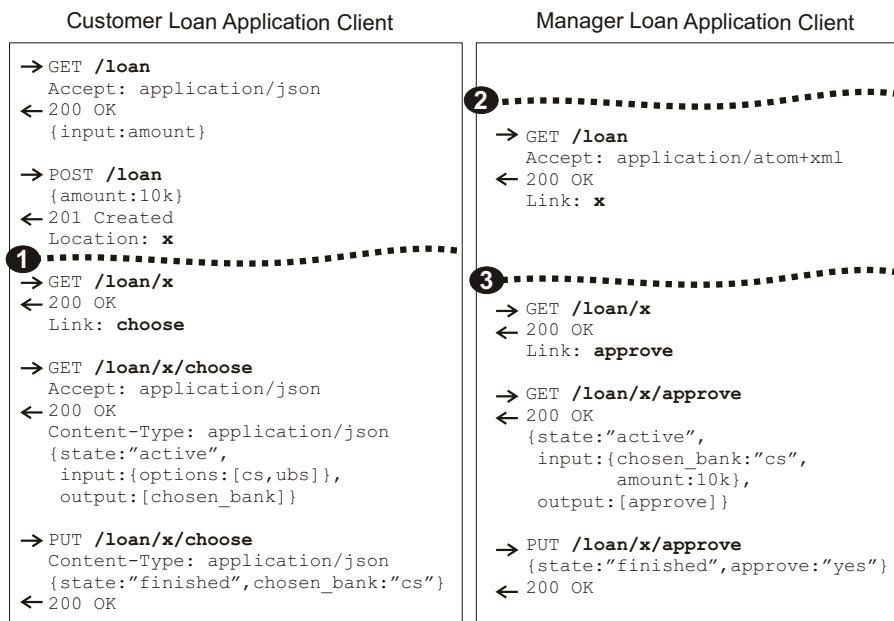 Customer Loan Application Client
→ GET /loan
Accept: application/json
← 200 OK
{input:amount}
→ POST /loan
{amount:10k}
← 201 Created
Location: x
1
→ GET /loan/x
← 200 OK
Link: choose
→ GET /loan/x/choose
Accept: application/json
← 200 OK
Content-Type: application/json
{state:”active”,
input:{options:[cs,ubs]},
output:[chosen_bank]}
→ PUT /loan/x/choose
Content-Type: application/json
{state:”finished”,chosen_bank:”cs”}
← 200 OK
Manager Loan Application Client
2
→ GET /loan
Accept: application/atom+xml
← 200 OK
Link: x
3
→ GET /loan/x
← 200 OK
Link: approve
→ GET /loan/x/approve
← 200 OK
{state:”active”,
input:{chosen_bank:”cs”,
amount:10k},
output:[approve]}
→ PUT /loan/x/approve
{state:”finished”,approve:”yes”}
← 200 OK